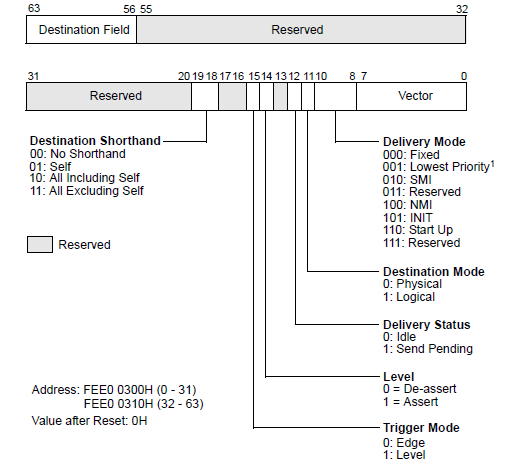 63 56 55 32
Destination Field Reserved
31 20 19 18 17 16 15 14 13 12 11 10 8 7 0
Reserved Vector
Destination Shorthand
00: No Shorthand
01: Self
10: All Including Self
11: All Excluding Self
Reserved
Delivery Mode
000: Fixed
001: Lowest Priority1
010: SMI
011: Reserved
100: NMI
101: INIT
110: Start Up
111: Reserved
Destination Mode
0: Physical
1: Logical
Delivery Status
0: Idle
1: Send Pending
Level
0 = De-assert
1 = Assert
Trigger Mode
0: Edge
1: Level
Address: FEE0 0300H (0 - 31)
FEE0 0310H (32 - 63)
Value after Reset: 0H